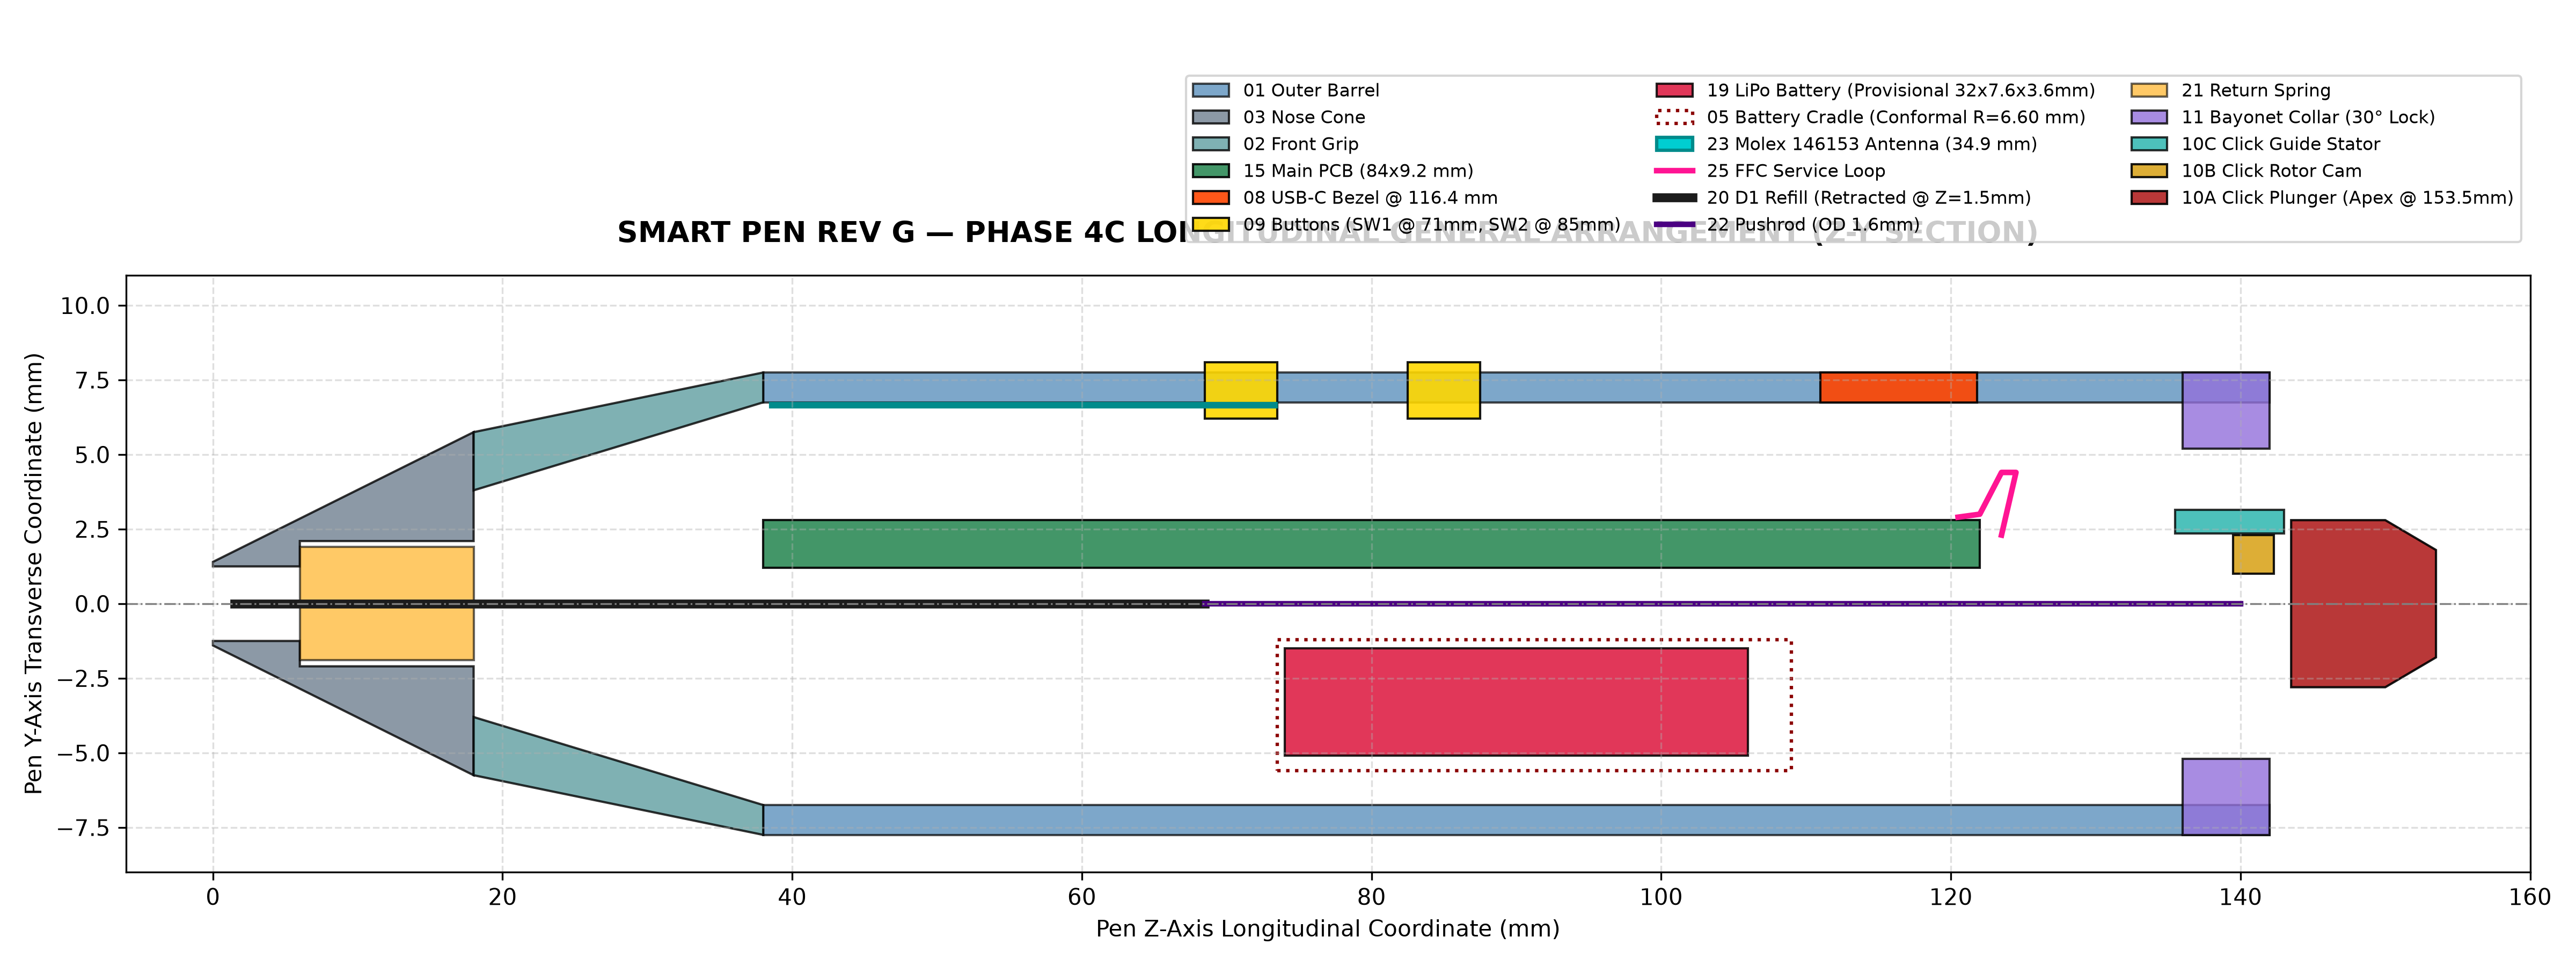 01 Outer Barrel
03 Nose Cone
02 Front Grip
15 Main PCB (84x9.2 mm)
08 USB-C Bezel @ 116.4 mm
09 Buttons (SW1 @ 71mm, SW2 @ 85mm)
19 LiPo Battery (Provisional 32x7.6x3.6mm)
05 Battery Cradle (Conformal R=6.60 mm)
23 Molex 146153 Antenna (34.9 mm)
25 FFC Service Loop
20 D1 Refill (Retracted @ Z=1.5mm)
22 Pushrod (OD 1.6mm)
21 Return Spring
11 Bayonet Collar (30° Lock)
10C Click Guide Stator
10B Click Rotor Cam
10A Click Plunger (Apex @ 153.5mm)
SMART PEN REV G — PHASE 4C LONGITUDINAL GENERAL ARRANGEMENT (Z-Y SECTION)
Pen Y-Axis Transverse Coordinate (mm)
10.0
7.5
5.0
2.5
0.0
−2.5
−5.0
−7.5
0 20 40 60 80 100 120 140 160
Pen Z-Axis Longitudinal Coordinate (mm)